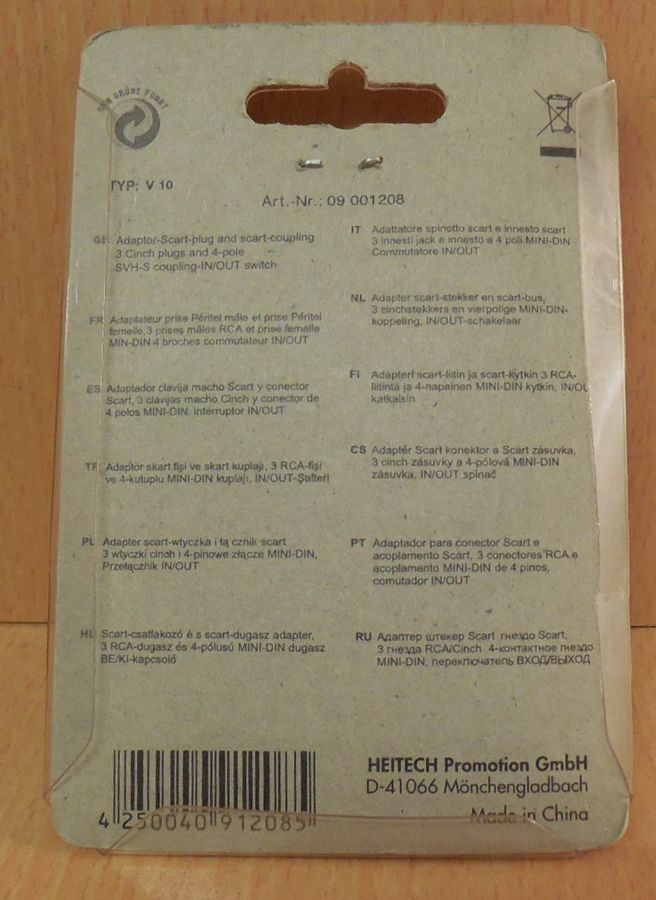 DER GRÜNE PUNKT
TYP: V 10
Art.-Nr.: 09 001208
GB Adaptor-Scart-plug and scart-coupling
3 Cinch plugs and 4-pole
SVH-S coupling-IN/OUT switch
FR Adaptateur prise Péritel mâle et prise Péritel
femelle,3 prises mâles RCA et prise femelle
MIN-DIN 4 broches commutateur IN/OUT
ES Adaptador clavija macho Scart y conector
Scart, 3 clavijas macho Cinch y conector de
4 polos MINI-DIN. interruptor IN/OUT
TR Adaptör skart fişi ve skart kuplajı, 3 RCA-fişi
ve 4-kutuplu MINI-DIN kuplajı, IN/OUT-Şalteri
PL Adapter scart-wtyczka i łą cznik scart
3 wtyczki cinch i 4-pinowe złącze MINI-DIN,
Przełącznik IN/OUT
HU Scart-csatlakozó é s scart-dugasz adapter,
3 RCA-dugasz és 4-pólusú MINI-DIN dugasz
BE/KI-kapcsoló
IT Adattatore spinotto scart e innesto scart
3 innesti jack e innesto a 4 poli MINI-DIN
Commutatore IN/OUT
NL Adapter scart-stekker en scart-bus,
3 cinchstekkers en vierpolige MINI-DIN-
koppeling, IN/OUT-schakelaar
FI Adapteri scart-liitin ja scart-kytkin 3 RCA-
liitintä ja 4-napainen MINI-DIN kytkin, IN/OU
katkaisin
CS Adaptér Scart konektor a Scart zásuvka,
3 cinch zásuvky a 4-pólová MINI-DIN
zásuvka, IN/OUT spínač
PT Adaptador para conector Scart e
acoplamento Scart, 3 conectores RCA e
acoplamento MINI-DIN de 4 pinos,
comutador IN/OUT
RU Адаптер штекер Scart гнездо Scart,
3 гнезда RCA/Cinch 4-контактное гнездо
MINI-DIN, переключатель ВХОД/ВЫХОД
4 250040 912085
HEITECH Promotion GmbH
D-41066 Mönchengladbach
Made in China